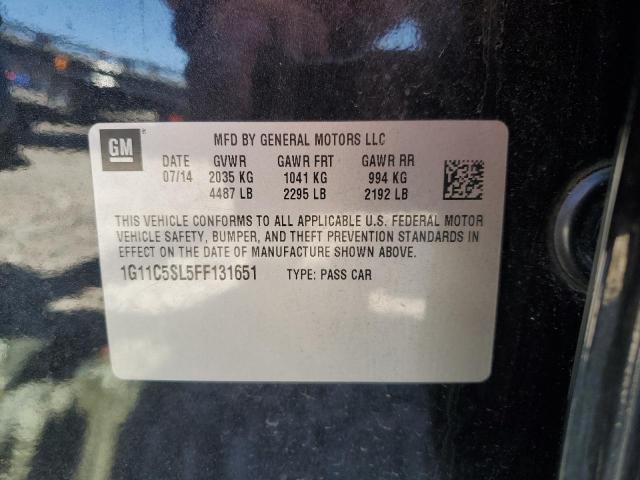 GM ®
MFD BY GENERAL MOTORS LLC
DATE GVWR GAWR FRT GAWR RR
07/14 2035 KG 1041 KG 994 KG
4487 LB 2295 LB 2192 LB
THIS VEHICLE CONFORMS TO ALL APPLICABLE U.S. FEDERAL MOTOR
VEHICLE SAFETY, BUMPER, AND THEFT PREVENTION STANDARDS IN
EFFECT ON THE DATE OF MANUFACTURE SHOWN ABOVE.
1G11C5SL5FF131651 TYPE: PASS CAR